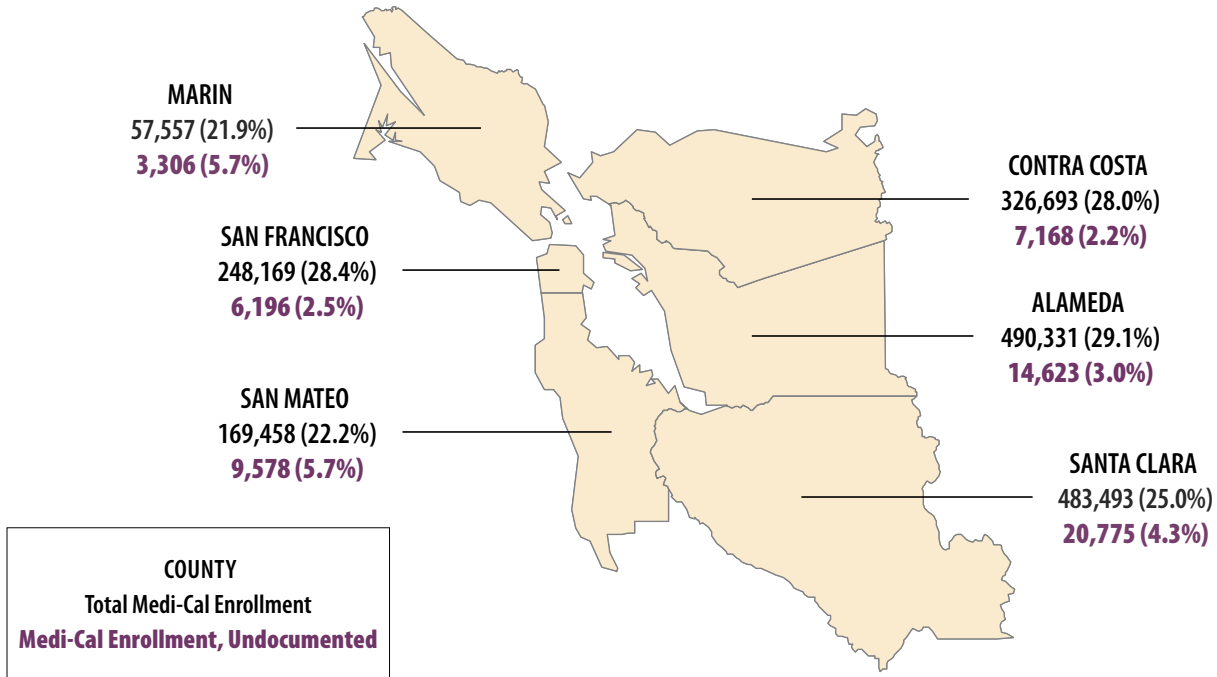 MARIN
57,557 (21.9%)
3,306 (5.7%)
SAN FRANCISCO
248,169 (28.4%)
6,196 (2.5%)
SAN MATEO
169,458 (22.2%)
9,578 (5.7%)
CONTRA COSTA
326,693 (28.0%)
7,168 (2.2%)
ALAMEDA
490,331 (29.1%)
14,623 (3.0%)
SANTA CLARA
483,493 (25.0%)
20,775 (4.3%)
COUNTY
Total Medi-Cal Enrollment
Medi-Cal Enrollment, Undocumented